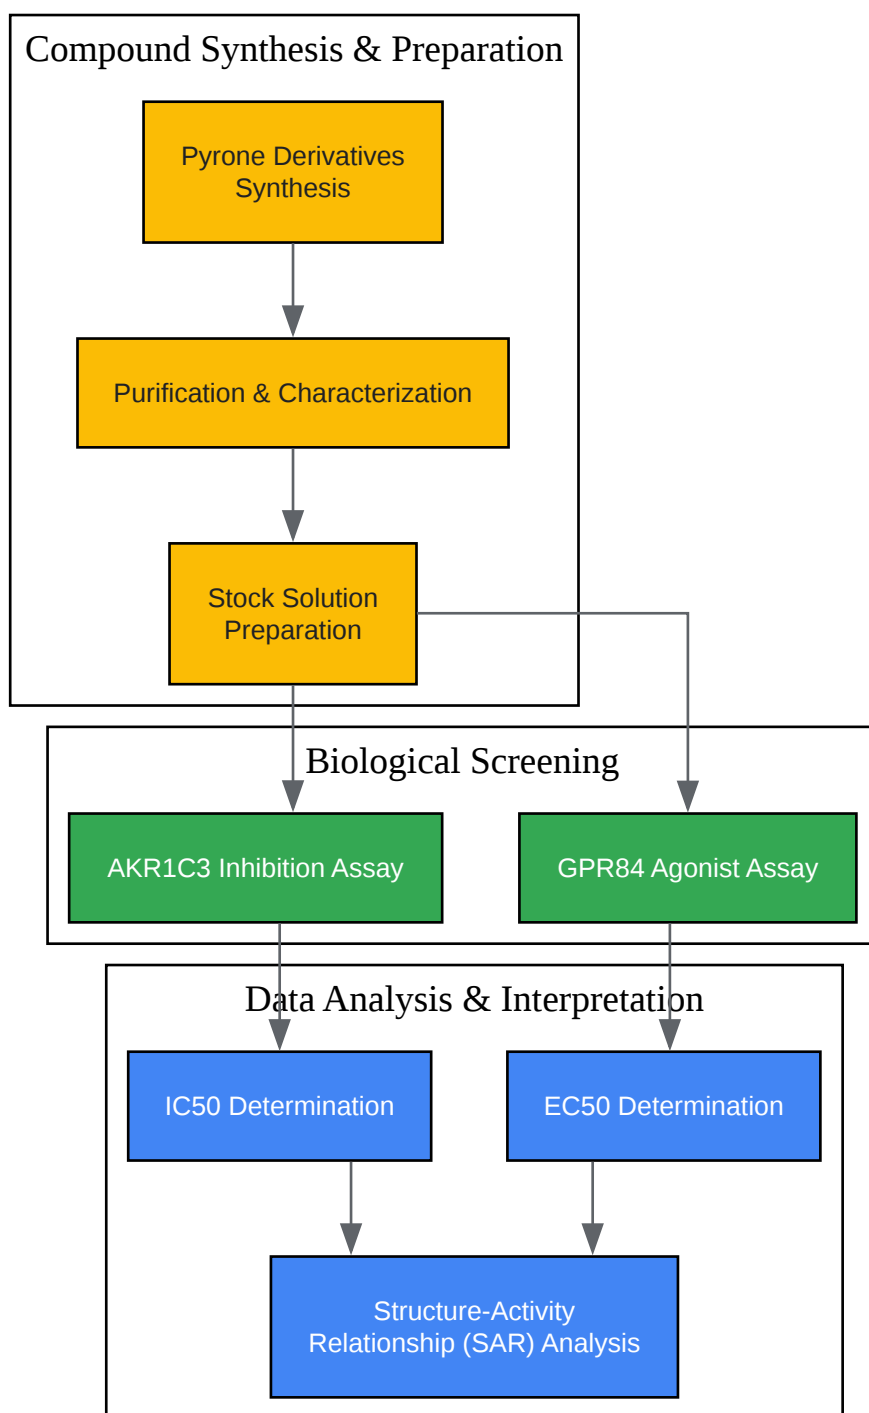 Compound Synthesis & Preparation
Pyrone Derivatives
Synthesis
Purification & Characterization
Stock Solution
Preparation
Biological Screening
AKR1C3 Inhibition Assay
GPR84 Agonist Assay
Data Analysis & Interpretation
IC50 Determination
EC50 Determination
Structure-Activity
Relationship (SAR) Analysis